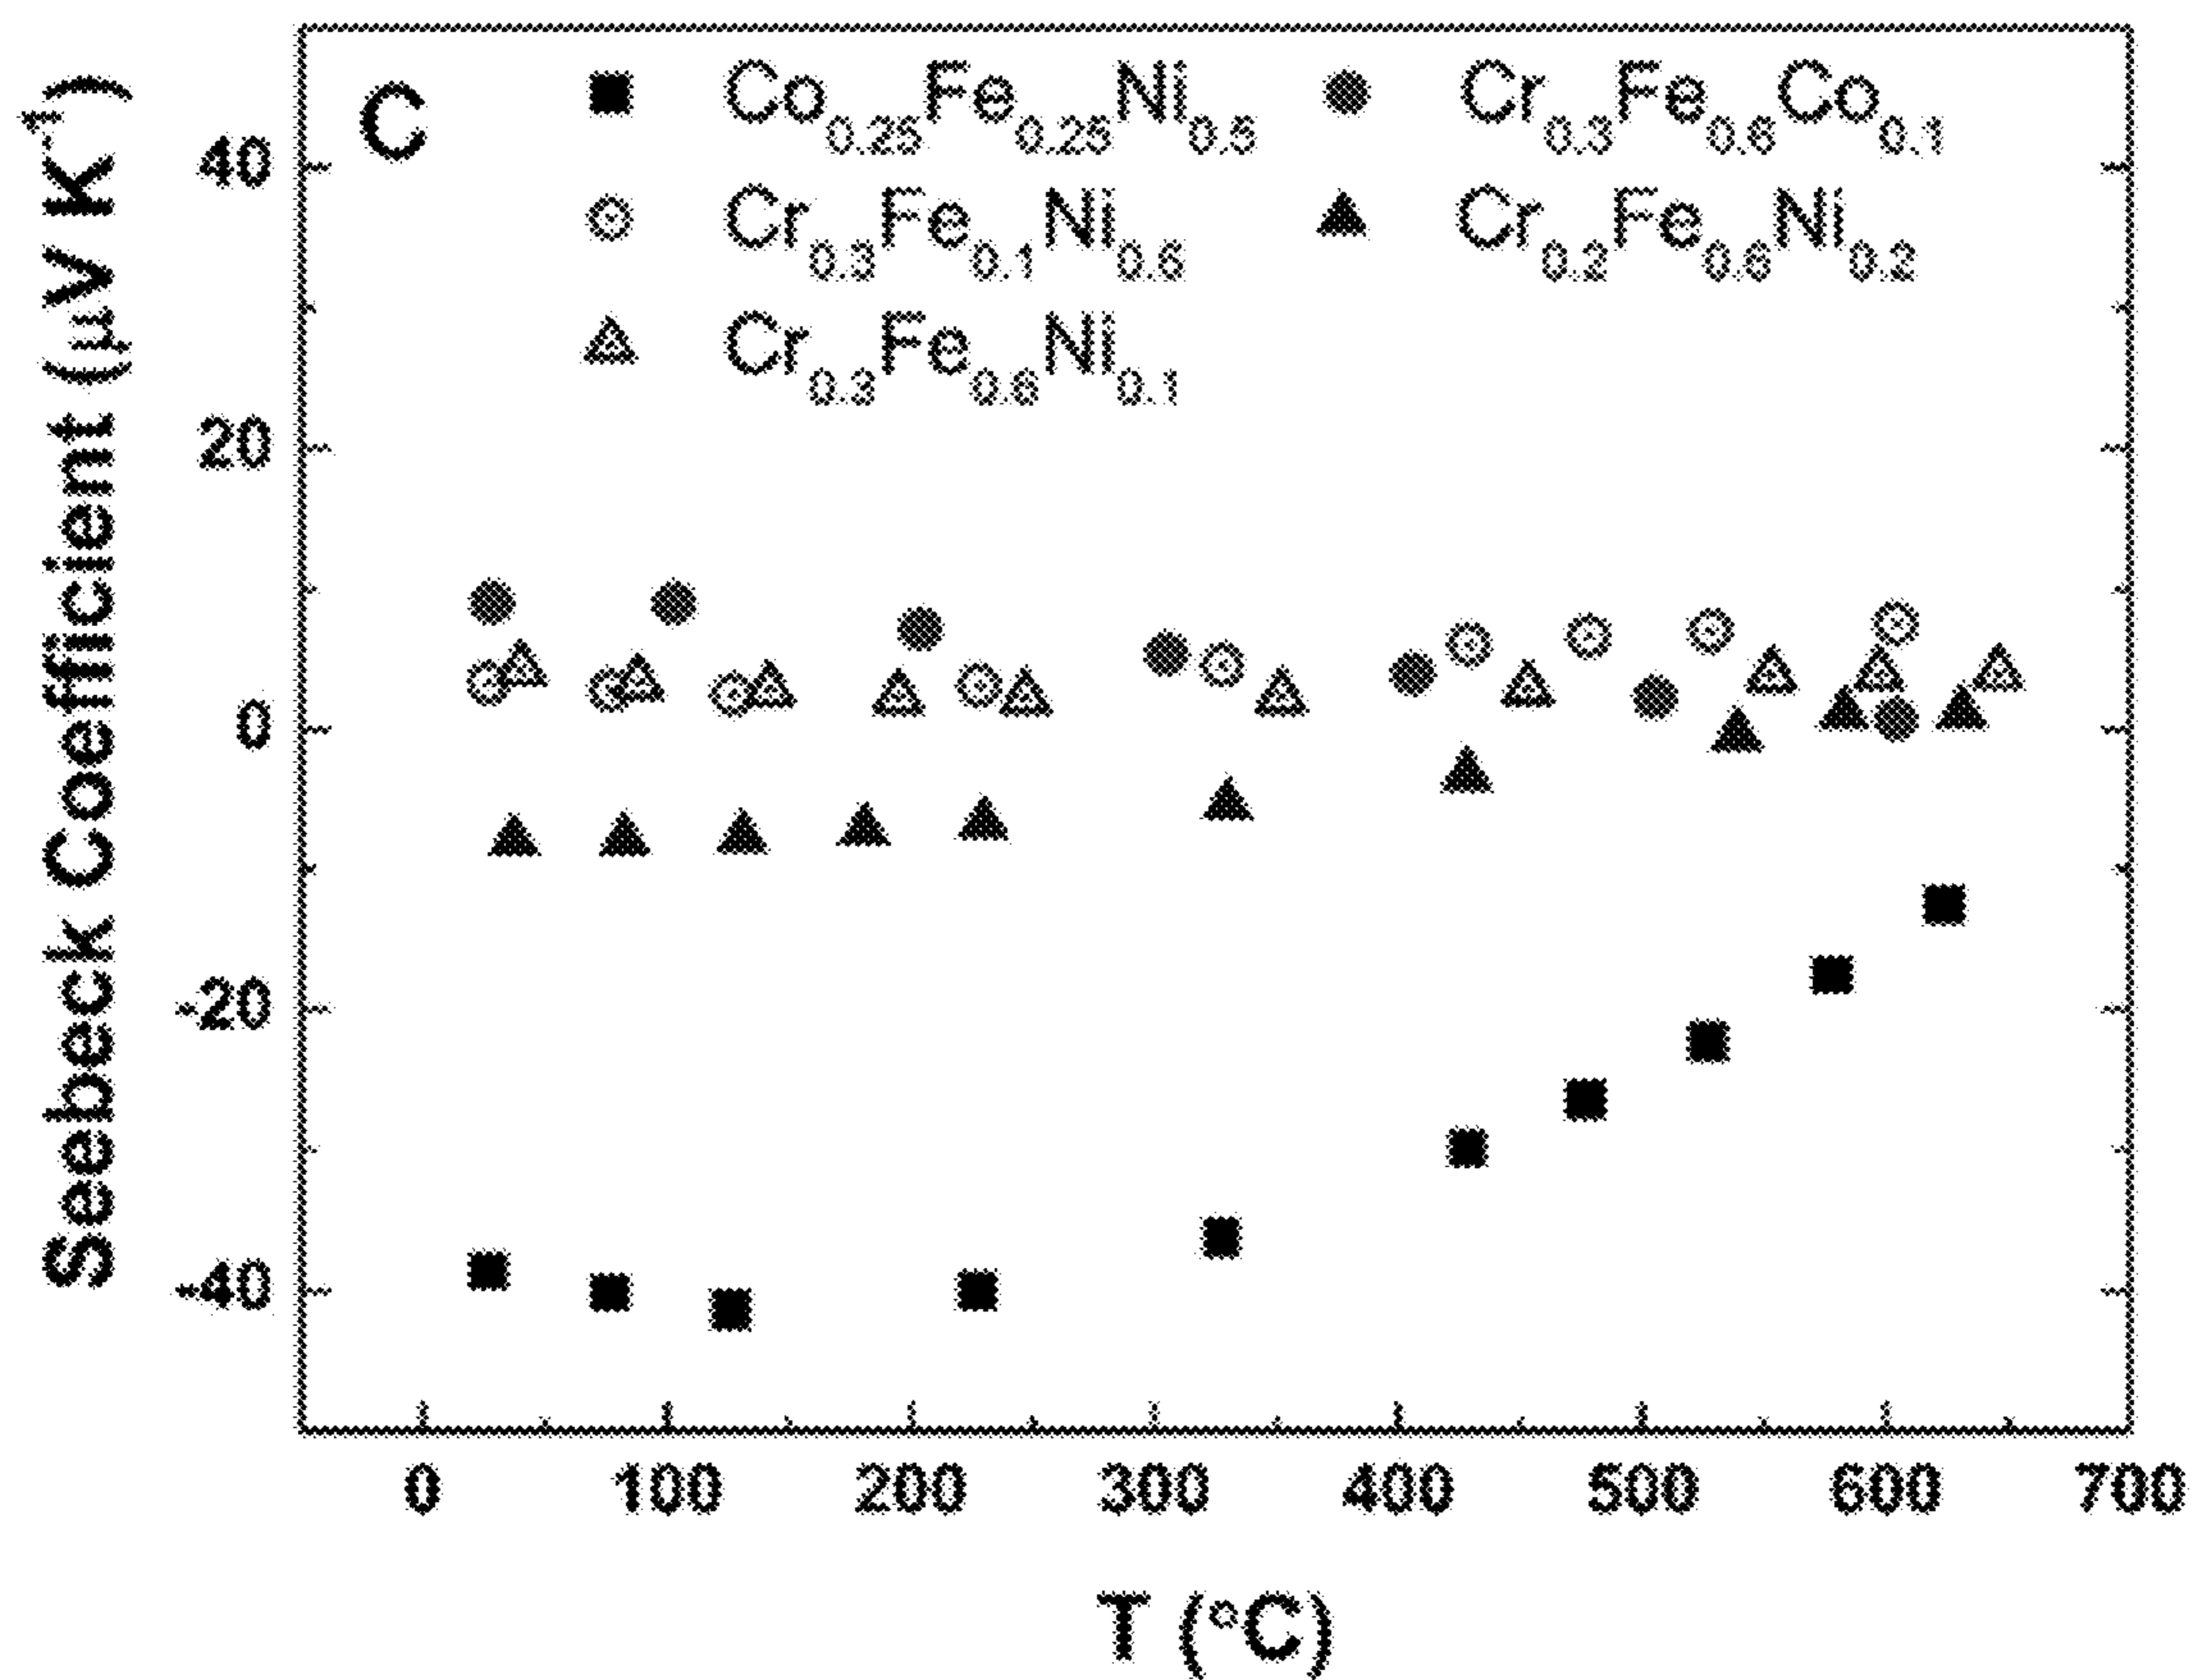 C
Co0.25Fe0.25Ni0.5
Cr0.3Fe0.6Co0.1
Cr0.3Fe0.1Ni0.6
Cr0.2Fe0.6Ni0.2
Cr0.3Fe0.6Ni0.1
Seebeck Coefficient (μV K⁻¹)
40
20
0
-20
-40
0 100 200 300 400 500 600 700
T (°C)